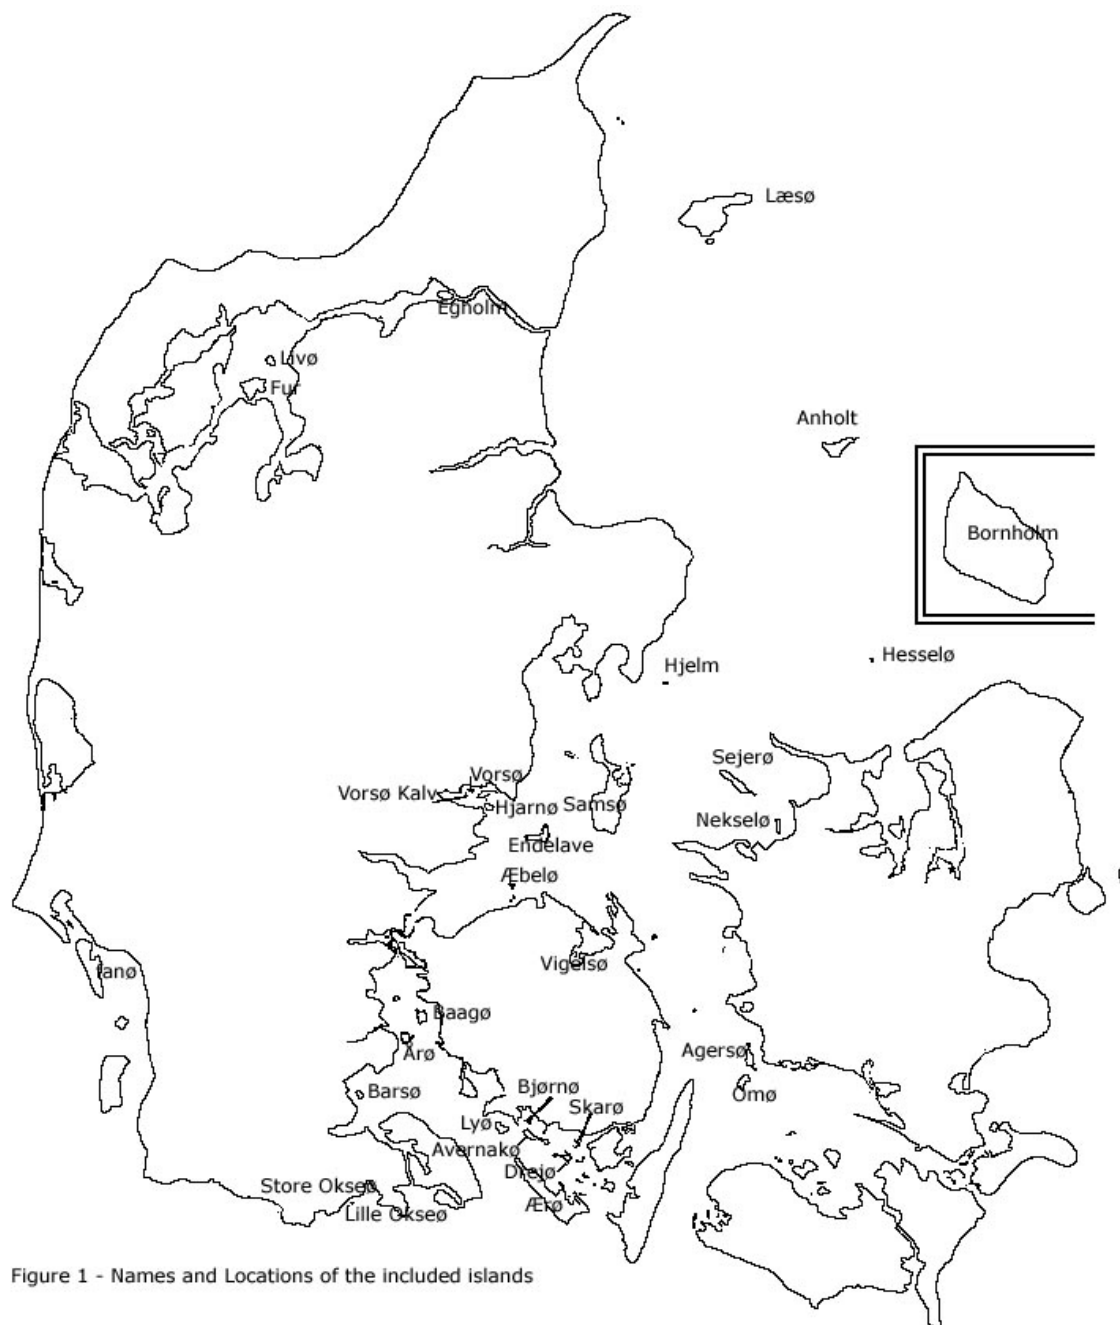 Læsø
Egholm
Livø
Fur
Anholt
Bornholm
Hesselø
Hjelm
Sejerø
Vorsø
Vorsø Kalv
Hjarnø
Samsø
Nekselø
Endelave
Æbelø
Vigelsø
fanø
Baagø
Årø
Agersø
Barsø
Bjørnø
Omø
Skarø
Lyø
Avernakø
Drejø
Store Okseø
Ærø
Lille Okseø
Figure 1 - Names and Locations of the included islands